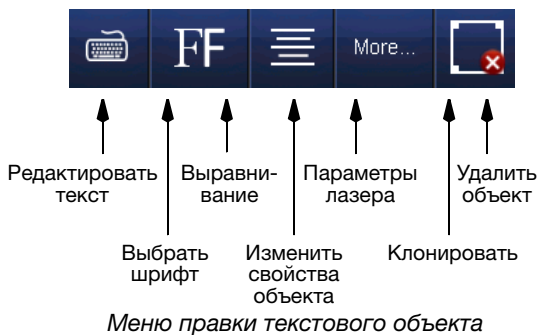 FF
More...
Редактировать
текст
Выравни-
вание
Параметры
лазера
Удалить
объект
Выбрать
шрифт
Изменить
свойства
объекта
Клонировать
Меню правки текстового объекта